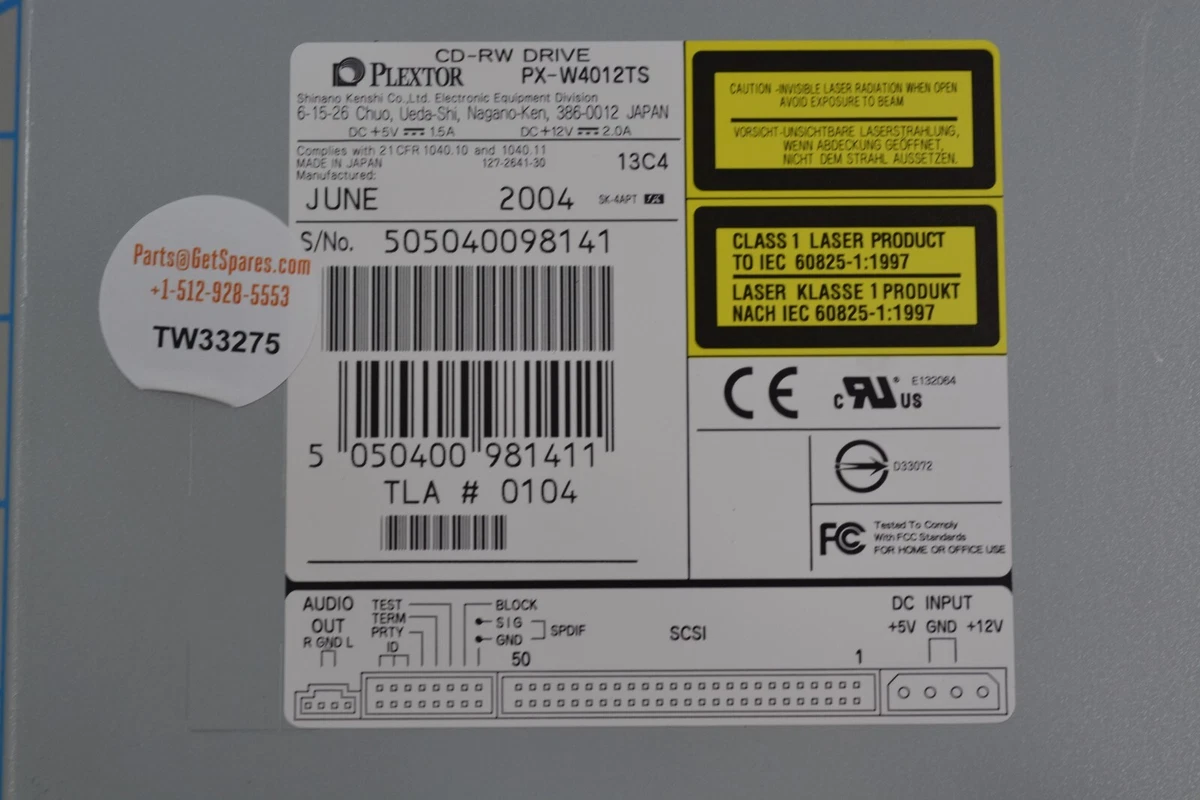 CD-RW DRIVE
PLEXTOR PX-W4012TS
Shinano Kenshi Co.,Ltd. Electronic Equipment Division
6-15-26 Chuo, Ueda-Shi, Nagano-Ken, 386-0012 JAPAN
DC +5V 1.5A DC+12V 2.0A
Complies with 21 CFR 1040.10 and 1040.11
MADE IN JAPAN 127-2641-30 13C4
Manufactured:
JUNE 2004 SK-4APT
S/No. 505040098141
5 050400 981411
TLA # 0104
Parts@GetSpares.com
+1-512-928-5553
TW33275
CAUTION -INVISIBLE LASER RADIATION WHEN OPEN
AVOID EXPOSURE TO BEAM
VORSICHT-UNSICHTBARE LASERSTRAHLUNG,
WENN ABDECKUNG GEÖFFNET,
NICHT DEM STRAHL AUSSETZEN.
CLASS 1 LASER PRODUCT
TO IEC 60825-1:1997
LASER KLASSE 1 PRODUKT
NACH IEC 60825-1:1997
CE
C RU ® US E132064
D33072
FC
Tested To Comply
With FCC Standards
FOR HOME OR OFFICE USE
AUDIO
OUT
R GND L
TEST
TERM
PRTY
ID
BLOCK
SIG
GND
SPDIF
50
SCSI
1
DC INPUT
+5V GND +12V